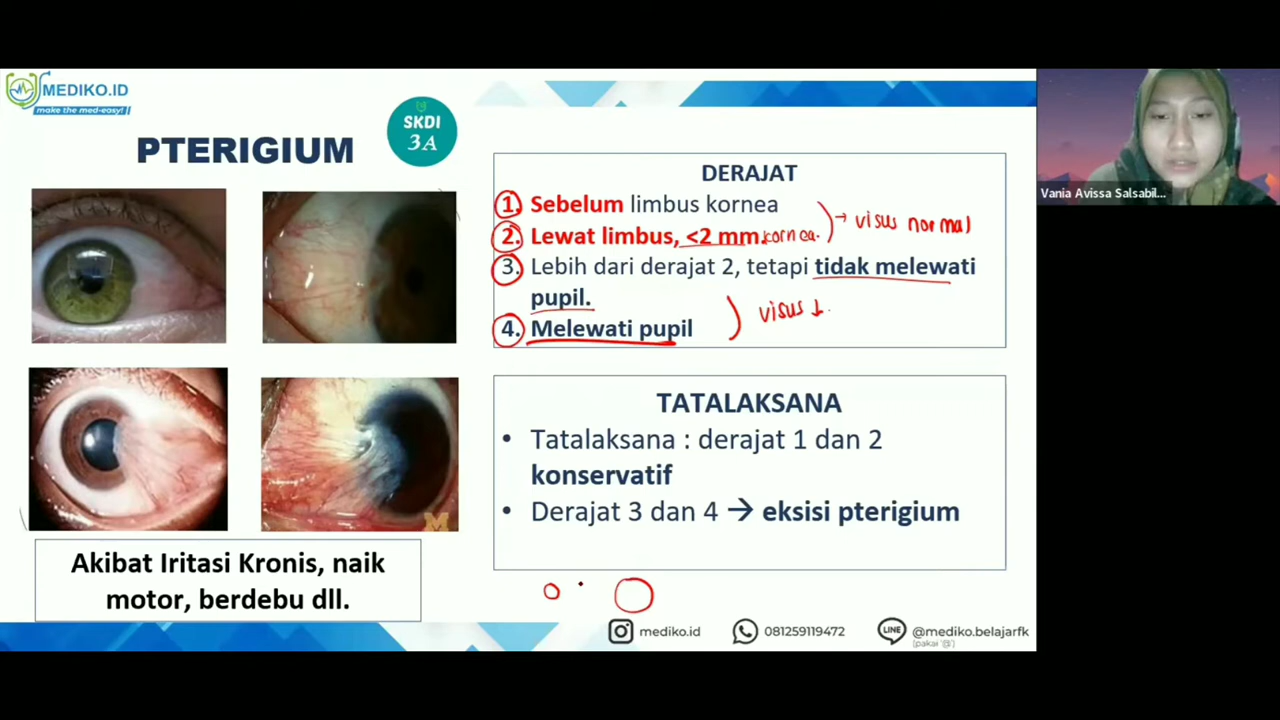 MEDIKO.ID
make the med-easy!
PTERIGIUM
SKDI
3A
Akibat Iritasi Kronis, naik
motor, berdebu dll.
DERAJAT
1. Sebelum limbus kornea
2. Lewat limbus, <2 mm kornea.
→ visus normal
3. Lebih dari derajat 2, tetapi tidak melewati
pupil.
4. Melewati pupil
visus ↓
TATALAKSANA
• Tatalaksana : derajat 1 dan 2
konservatif
• Derajat 3 dan 4 → eksisi pterigium
mediko.id
081259119472
@mediko.belajarfk
(pakai '@')
Vania Avissa Salsabil...